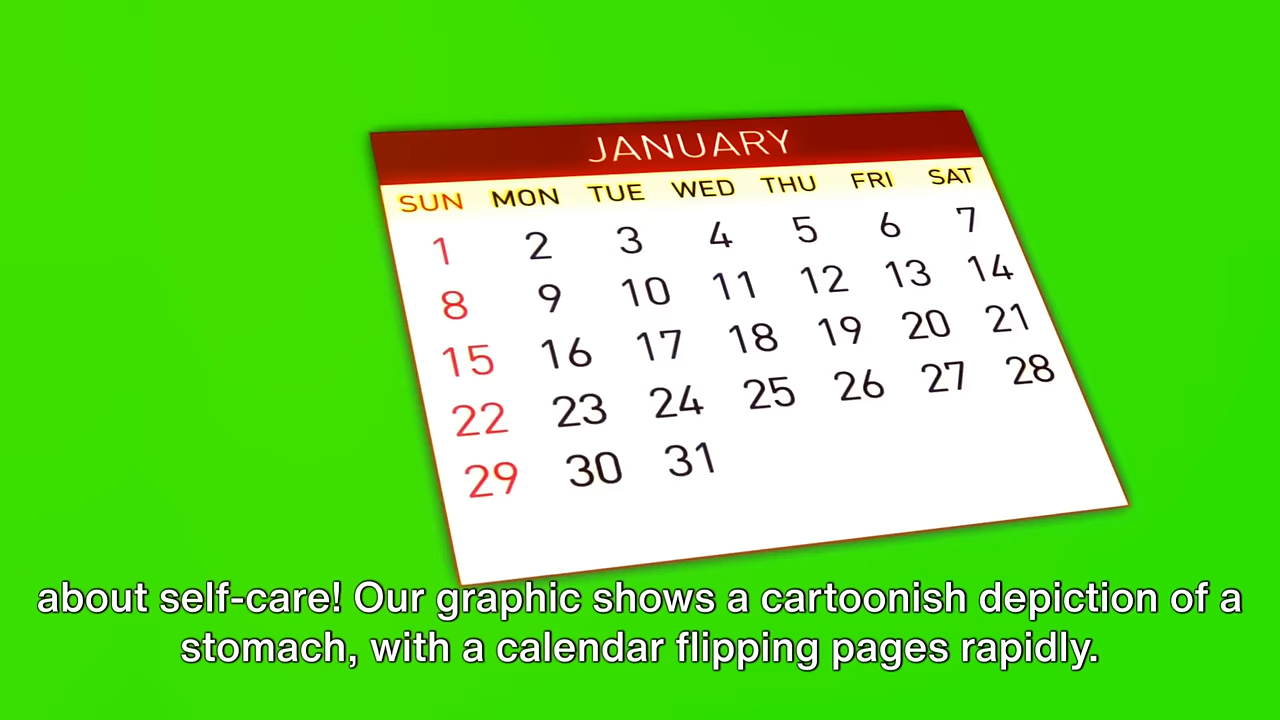 JANUARY
SUN MON TUE WED THU FRI SAT
1 2 3 4 5 6 7
8 9 10 11 12 13 14
15 16 17 18 19 20 21
22 23 24 25 26 27 28
29 30 31
about self-care! Our graphic shows a cartoonish depiction of a
stomach, with a calendar flipping pages rapidly.